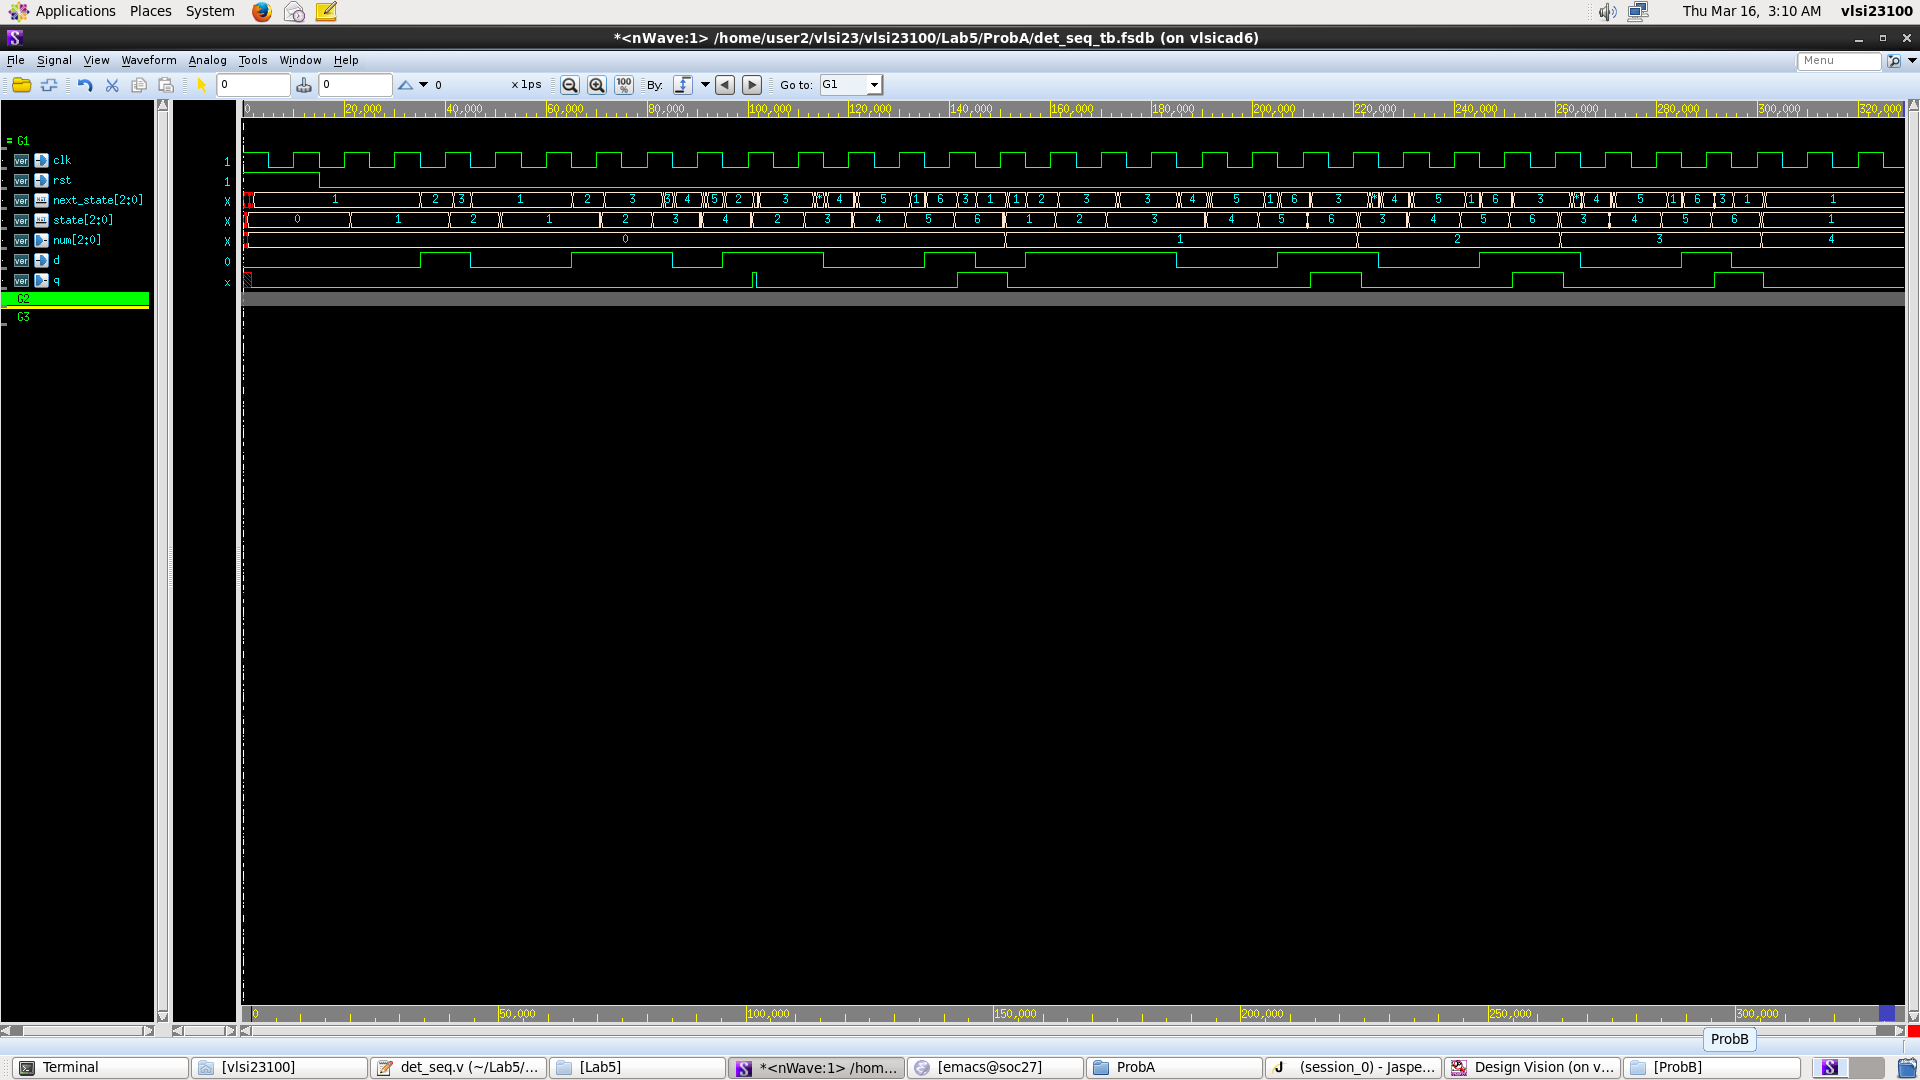 Applications Places System Thu Mar 16, 3:10 AM vlsi23100
*<nWave:1> /home/user2/vlsi23/vlsi23100/Lab5/ProbA/det_seq_tb.fsdb (on vlsicad6)
File Signal View Waveform Analog Tools Window Help Menu
0 0 0 x 1ps 100 % By: Go to: G1
0 20,000 40,000 60,000 80,000 100,000 120,000 140,000 160,000 180,000 200,000 220,000 240,000 260,000 280,000 300,000 320,000
= G1
ver clk 1
ver rst 1
ver next_state[2:0] X 1 2 3 1 2 3 3 4 5 2 3 * 4 5 1 6 3 1 1 2 3 3 4 5 1 6 3 * 4 1 5 1 6 3 * 4 5 1 6 3 1 1
ver state[2:0] X 0 1 2 1 2 3 4 2 3 4 5 6 1 2 3 4 5 6 3 4 5 6 3 4 5 6 1
ver num[2:0] X 0 1 2 3 4
ver d 0
ver q x
G2
G3
0 50,000 100,000 150,000 200,000 250,000 300,000
ProbB
Terminal [vlsi23100] det_seq.v (~/Lab5/... [Lab5] *<nWave:1> /hom... [emacs@soc27] ProbA (session_0) - Jaspe... Design Vision (on v... [ProbB]